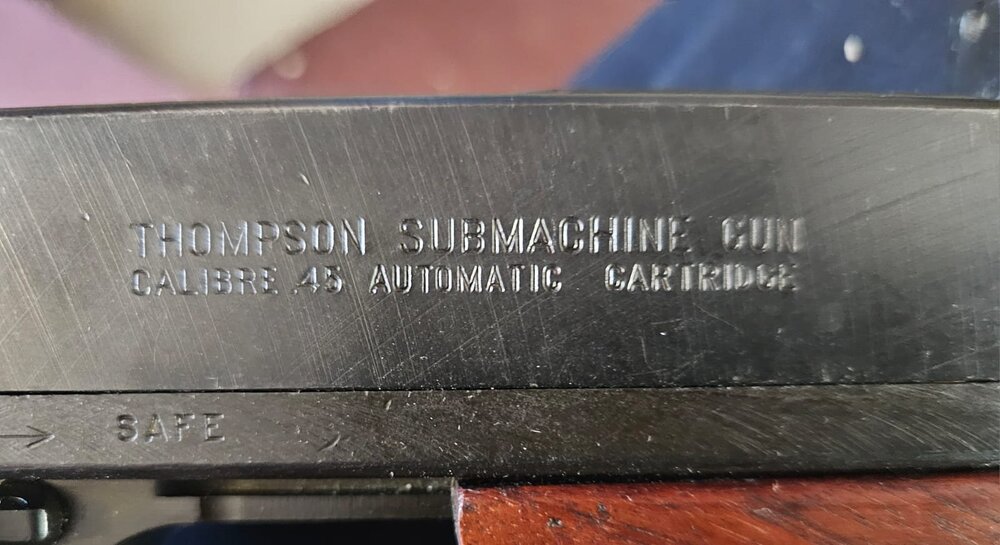 THOMPSON SUBMACHINE GUN
CALIBRE .45 AUTOMATIC CARTRIDGE
SAFE